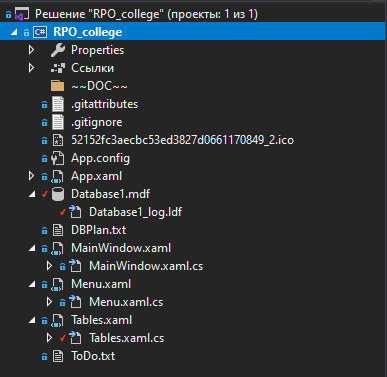 Решение "RPO_college" (проекты: 1 из 1)
C# RPO_college
Properties
Ссылки
~~DOC~~
.gitattributes
.gitignore
52152fc3aecbc53ed3827d0661170849_2.ico
App.config
App.xaml
Database1.mdf
Database1_log.ldf
DBPlan.txt
MainWindow.xaml
MainWindow.xaml.cs
Menu.xaml
Menu.xaml.cs
Tables.xaml
Tables.xaml.cs
ToDo.txt